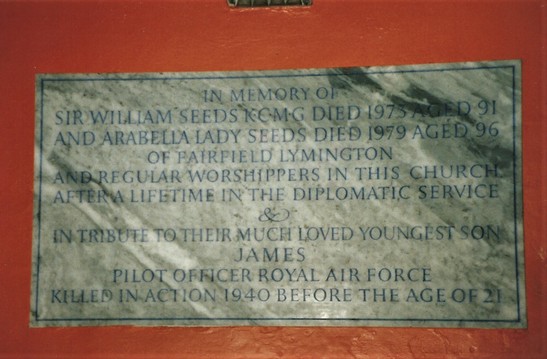 IN MEMORY OF
SIR WILLIAM SEEDS KCMG DIED 1973 AGED 91
AND ARABELLA LADY SEEDS DIED 1979 AGED 96
OF FAIRFIELD LYMINGTON
AND REGULAR WORSHIPPERS IN THIS CHURCH
AFTER A LIFETIME IN THE DIPLOMATIC SERVICE
&
IN TRIBUTE TO THEIR MUCH LOVED YOUNGEST SON
JAMES
PILOT OFFICER ROYAL AIR FORCE
KILLED IN ACTION 1940 BEFORE THE AGE OF 21